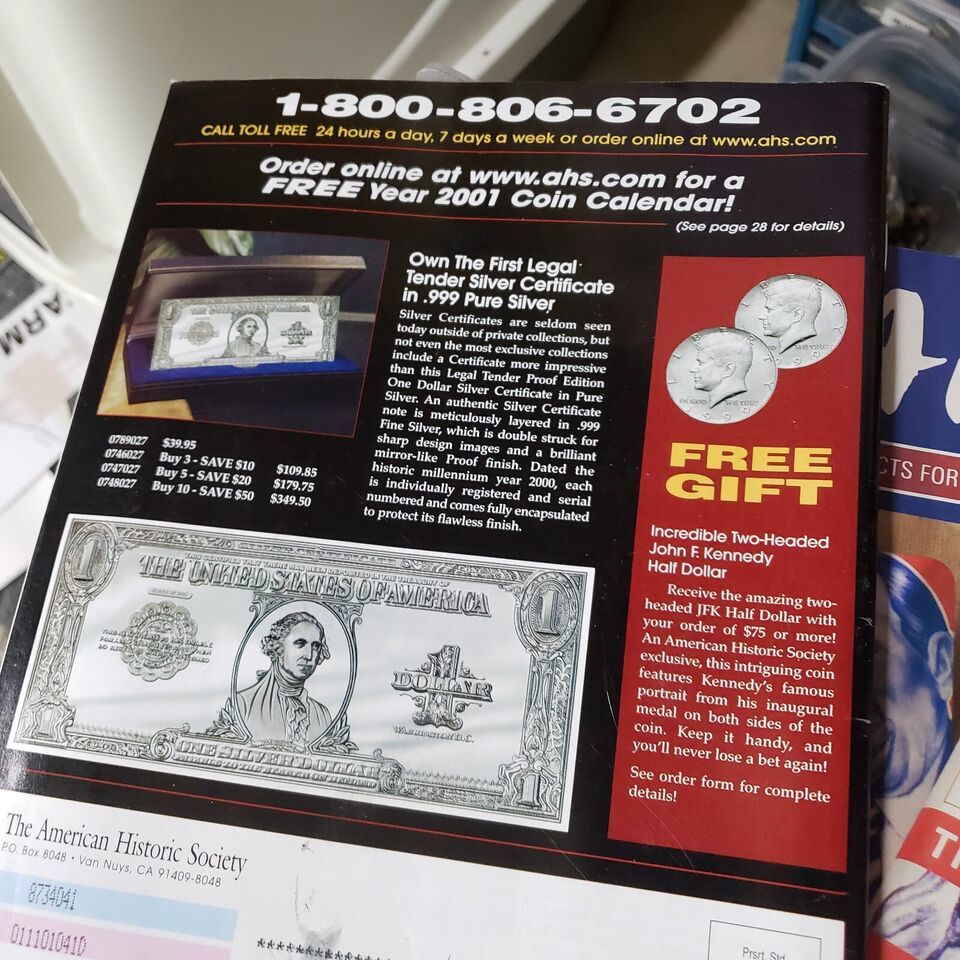 1-800-806-6702
CALL TOLL FREE 24 hours a day, 7 days a week or order online at www.ahs.com
Order online at www.ahs.com for a
FREE Year 2001 Coin Calendar!
(See page 28 for details)
Own The First Legal
Tender Silver Certificate
in .999 Pure Silver
Silver Certificates are seldom seen
today outside of private collections, but
not even the most exclusive collections
include a Certificate more impressive
than this Legal Tender Proof Edition
One Dollar Silver Certificate in Pure
Silver. An authentic Silver Certificate
note is meticulously layered in .999
Fine Silver, which is double struck for
sharp design images and a brilliant
mirror-like Proof finish. Dated the
historic millennium year 2000, each
is individually registered and serial
numbered and comes fully encapsulated
to protect its flawless finish.
0789027 $39.95
0746027 Buy 3 - SAVE $10 $109.85
0747027 Buy 5 - SAVE $20 $179.75
0748027 Buy 10 - SAVE $50 $349.50
THE UNITED STATES OF AMERICA
1
1
1
DOLLAR
WASHINGTON D.C.
ONE SILVER DOLLAR
1
LIBERTY
IN GOD WE TRUST
FREE
GIFT
Incredible Two-Headed
John F. Kennedy
Half Dollar
Receive the amazing two-
headed JFK Half Dollar with
your order of $75 or more!
An American Historic Society
exclusive, this intriguing coin
features Kennedy's famous
portrait from his inaugural
medal on both sides of the
coin. Keep it handy, and
you'll never lose a bet again!
See order form for complete
details!
The American Historic Society
P.O. Box 8048 • Van Nuys, CA 91409-8048
8734041
0111010410
Prsrt. Std.
ARM
CTS FOR